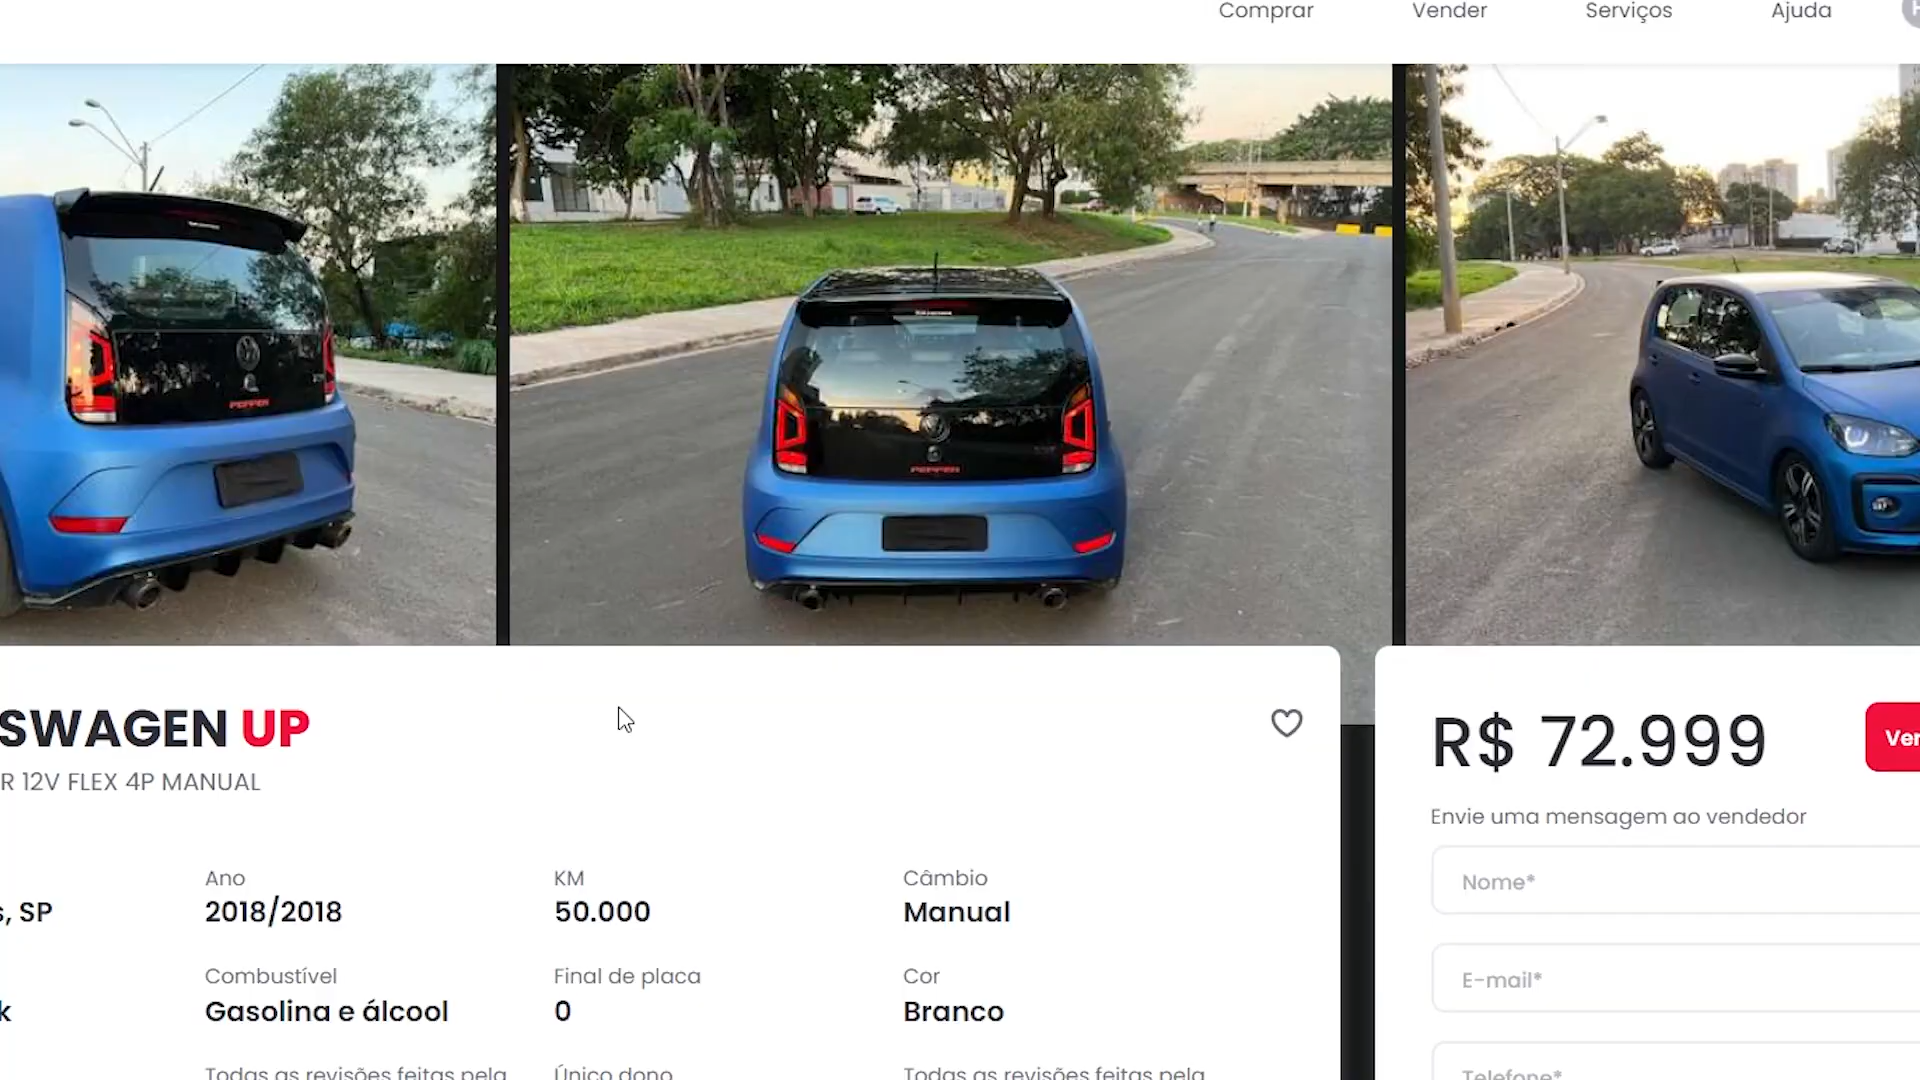 Comprar Vender Serviços Ajuda
PEPPER
PEPPER
SWAGEN UP
R 12V FLEX 4P MANUAL
R$ 72.999
Ver
Envie uma mensagem ao vendedor
Nome*
E-mail*
Telefone*
Ano
2018/2018
KM
50.000
Câmbio
Manual
s, SP
Combustível
Gasolina e álcool
Final de placa
0
Cor
Branco
k
Todas as revisões feitas pela
Único dono
Todas as revisões feitas pela